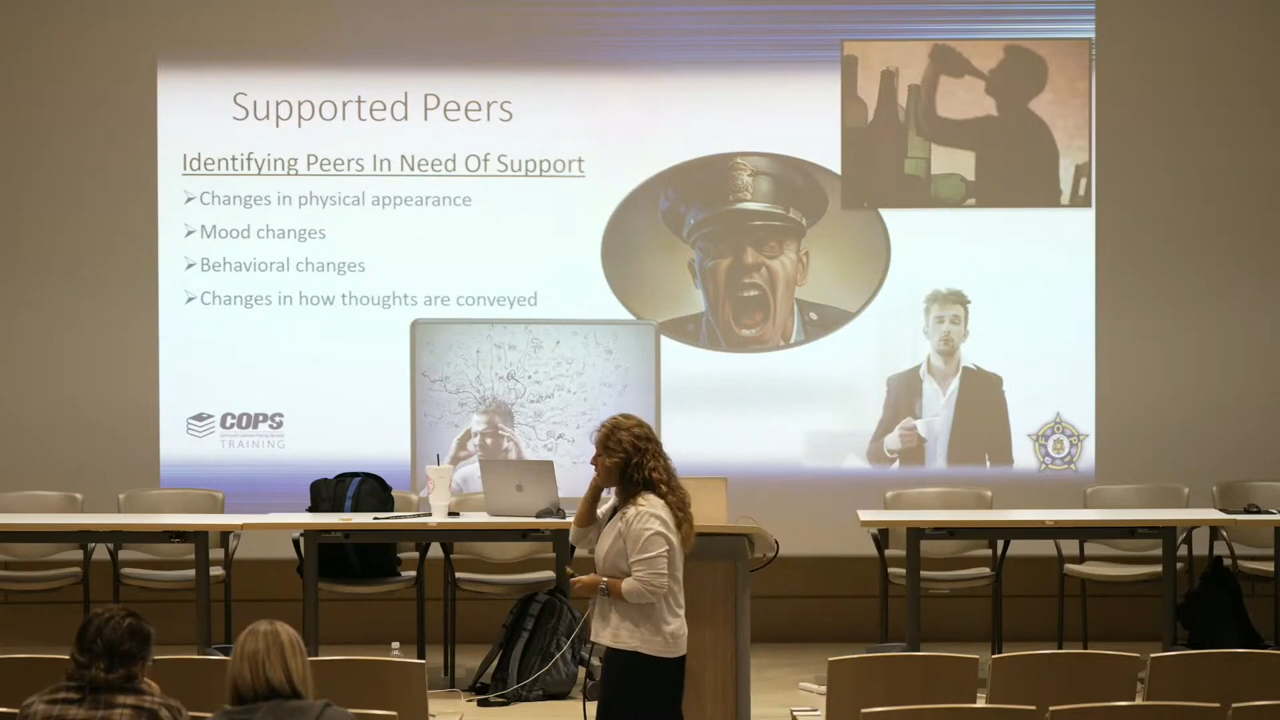 Supported Peers
Identifying Peers In Need Of Support
Changes in physical appearance
Mood changes
Behavioral changes
Changes in how thoughts are conveyed
COPS
TRAINING
FOP